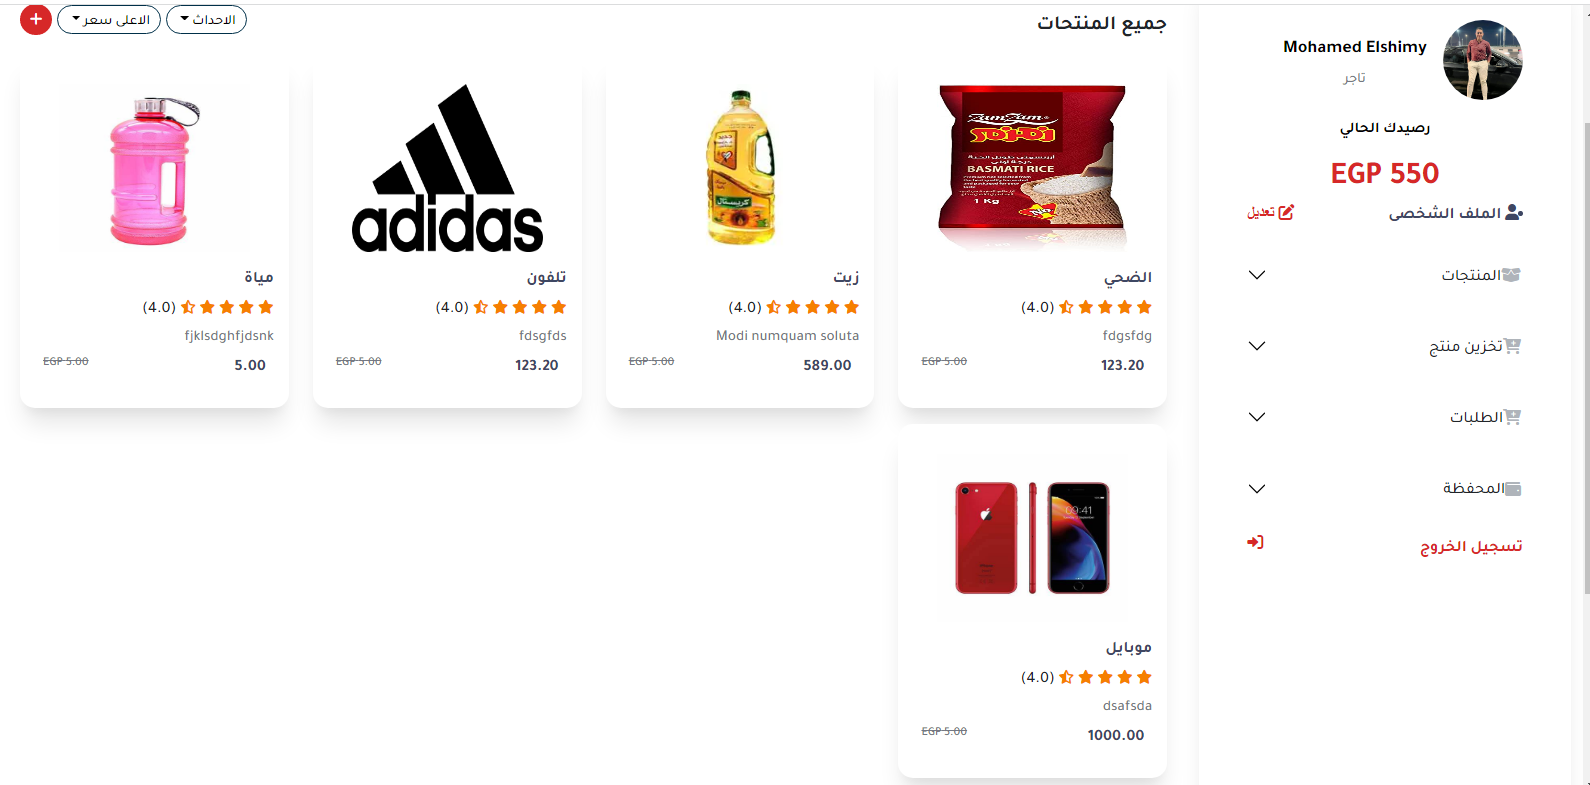 Mohamed Elshimy
تاجر
رصيدك الحالي
EGP 550
الملف الشخصى
تعديل
المنتجات
تخزين منتج
الطلبات
المحفظة
تسجيل الخروج
جميع المنتجات
الاحداث
الاعلى سعر
+
ZamZam
زمزم
BASMATI RICE
1 Kg
الضحي
(4.0)
fdgsfdg
123.20
EGP 5.00
جديد
كريستال
زيت
(4.0)
Modi numquam soluta
589.00
EGP 5.00
adidas
تلفون
(4.0)
fdsgfds
123.20
EGP 5.00
مياة
(4.0)
fjklsdghfjdsnk
5.00
EGP 5.00
09:41
موبايل
(4.0)
dsafsda
1000.00
EGP 5.00